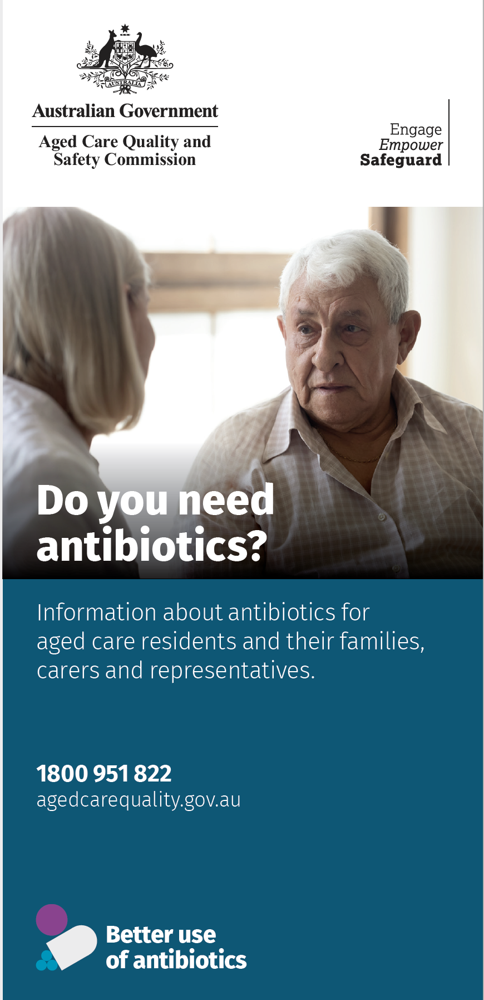 AUSTRALIA
Australian Government
Aged Care Quality and
Safety Commission
Engage
Empower
Safeguard
Do you need
antibiotics?
Information about antibiotics for
aged care residents and their families,
carers and representatives.
1800 951 822
agedcarequality.gov.au
Better use
of antibiotics